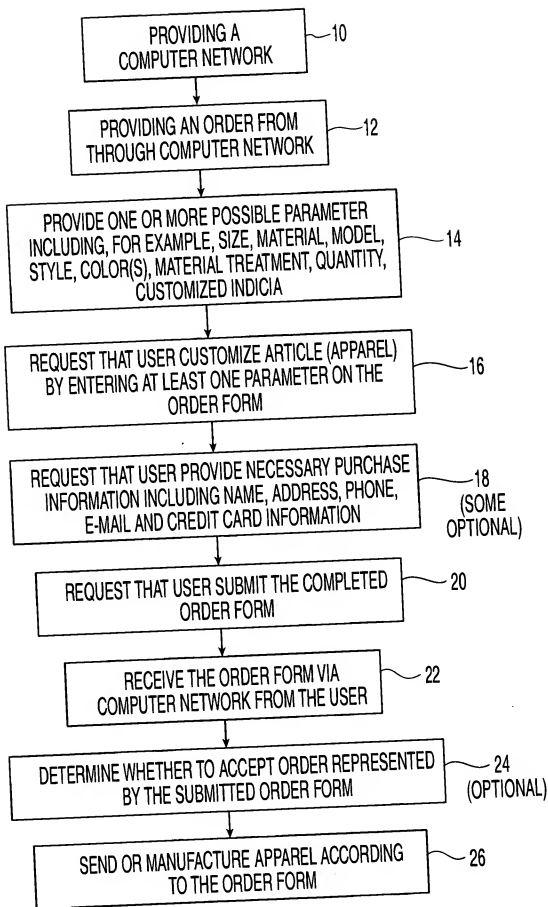 PROVIDING A
COMPUTER NETWORK
10
PROVIDING AN ORDER FROM
THROUGH COMPUTER NETWORK
12
PROVIDE ONE OR MORE POSSIBLE PARAMETER
INCLUDING, FOR EXAMPLE, SIZE, MATERIAL, MODEL,
STYLE, COLOR(S), MATERIAL TREATMENT, QUANTITY,
CUSTOMIZED INDICIA
14
REQUEST THAT USER CUSTOMIZE ARTICLE (APPAREL)
BY ENTERING AT LEAST ONE PARAMETER ON THE
ORDER FORM
16
REQUEST THAT USER PROVIDE NECESSARY PURCHASE
INFORMATION INCLUDING NAME, ADDRESS, PHONE,
E-MAIL AND CREDIT CARD INFORMATION
18
(SOME
OPTIONAL)
REQUEST THAT USER SUBMIT THE COMPLETED
ORDER FORM
20
RECEIVE THE ORDER FORM VIA
COMPUTER NETWORK FROM THE USER
22
DETERMINE WHETHER TO ACCEPT ORDER REPRESENTED
BY THE SUBMITTED ORDER FORM
24
(OPTIONAL)
SEND OR MANUFACTURE APPAREL ACCORDING
TO THE ORDER FORM
26